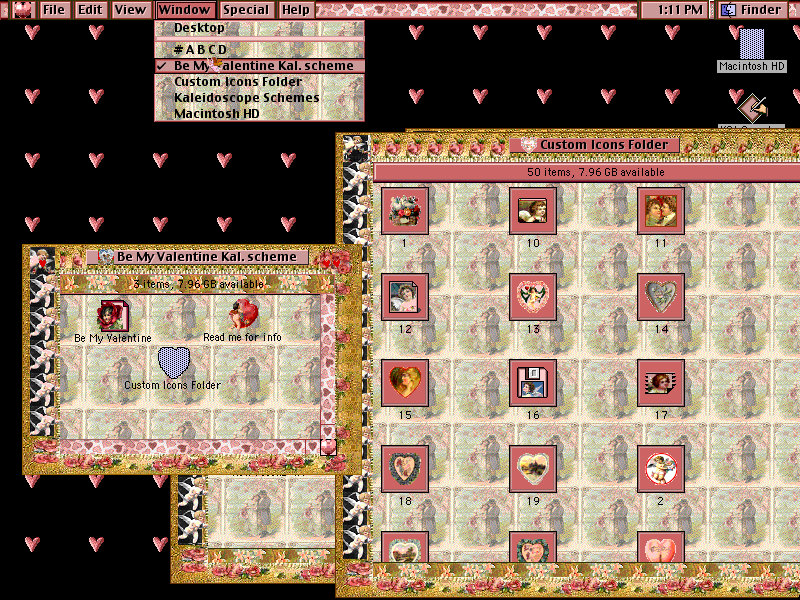 File Edit View Window Special Help 1:11 PM Finder
Desktop
# A B C D
Be My Valentine Kal. scheme
Custom Icons Folder
Kaleidoscope Schemes
Macintosh HD
Macintosh HD
Custom Icons Folder
50 items, 7.96 GB available
1 10 11
12 13 14
15 16 17
18 19 2
Be My Valentine Kal. scheme
3 items, 7.96 GB available
Be My Valentine Read me for info
Custom Icons Folder